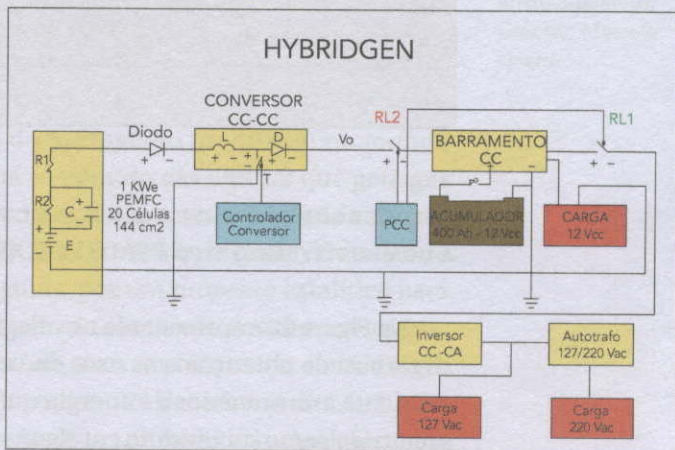 HYBRIDGEN
CONVERSOR
CC-CC
Diodo
+ -
L
D
+ -
+ -
Vo
RL2
RL1
+ -
+ -
BARRAMENTO
CC
+ -
R1
R2
C
+
-
E
1 KWe
PEMFC
20 Células
144 cm2
Controlador
Conversor
PCC
ACUMULADOR
400 Ah - 12 Vcc
CARGA
12 Vcc
Inversor
CC -CA
Autotrafo
127/220 Vac
Carga
127 Vac
Carga
220 Vac